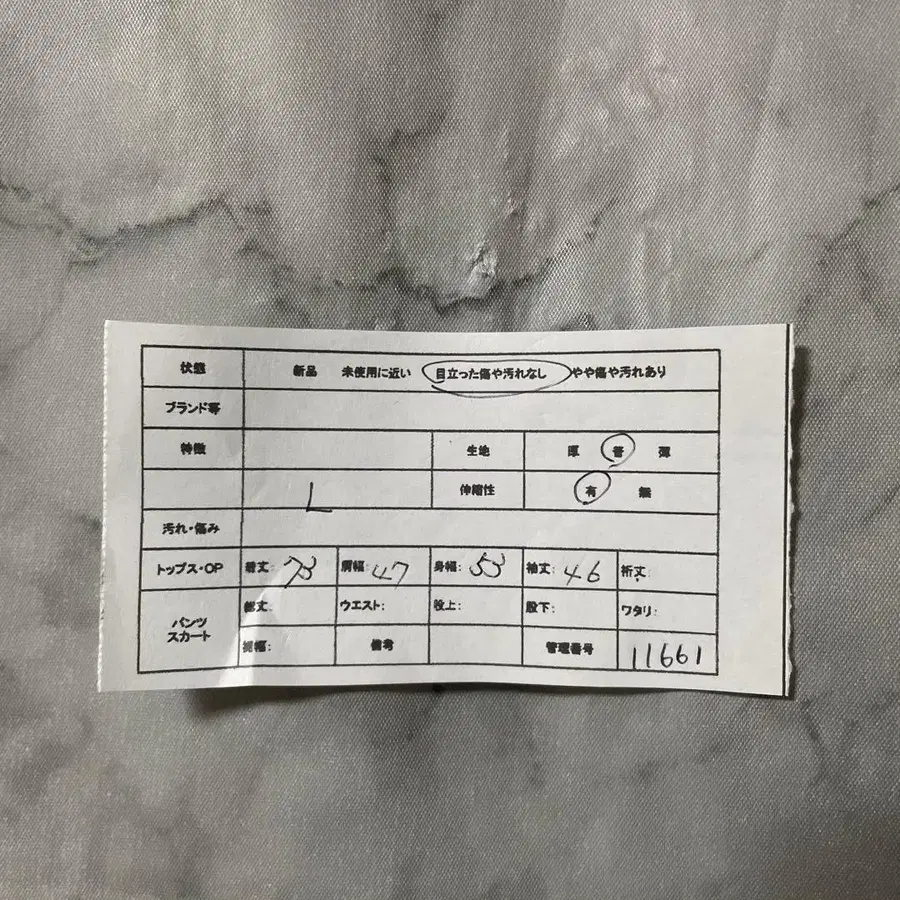 状態 新品 未使用に近い 目立った傷や汚れなし やや傷や汚れあり
ブランド等
特徴 生地 厚 普 薄
L 伸縮性 有 無
汚れ・傷み
トップス・OP 着丈: 73 肩幅: 47 身幅: 53 袖丈: 46 裄丈:
パンツ スカート 総丈: ウエスト: 股上: 股下: ワタリ:
裾幅: 備考 管理番号 11661